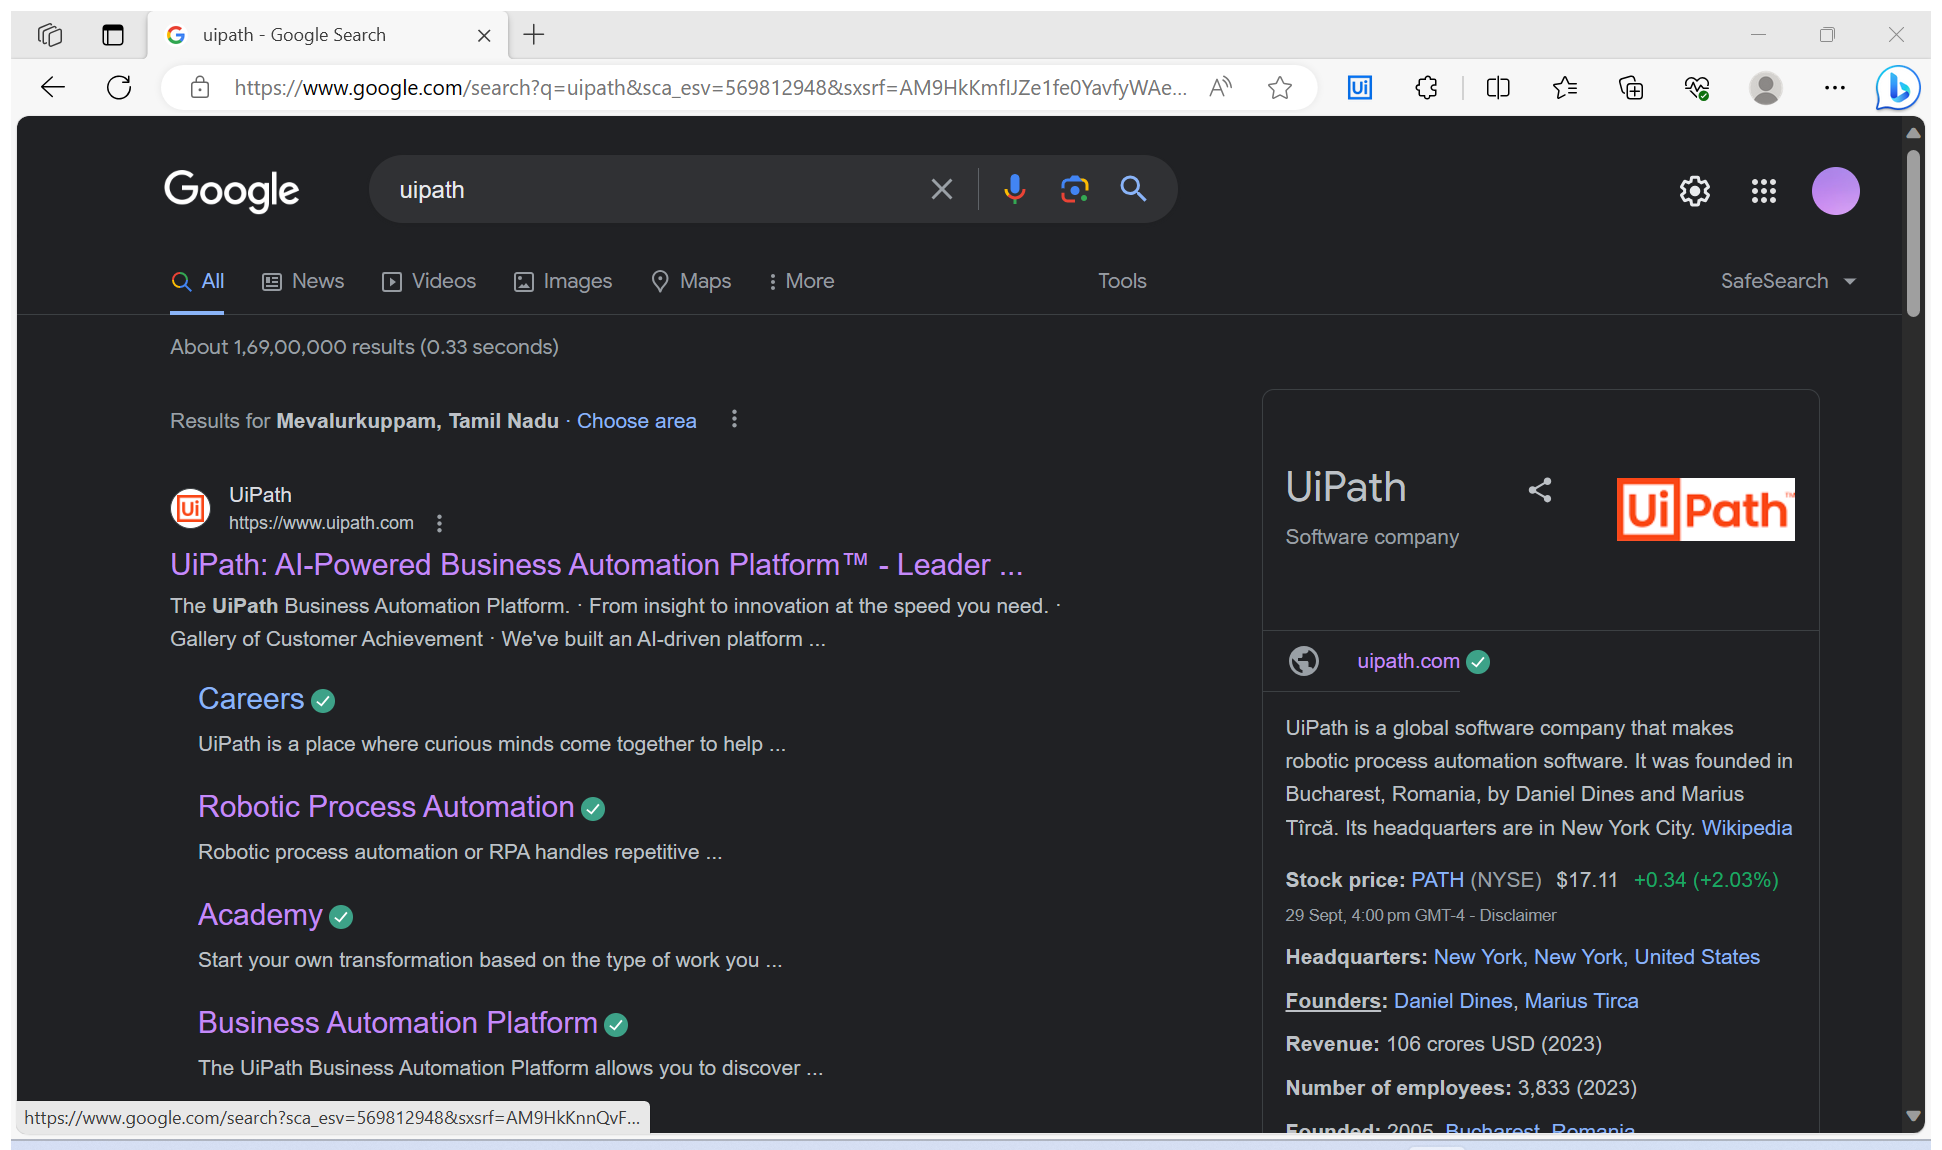 uipath - Google Search
https://www.google.com/search?q=uipath&sca_esv=569812948&sxsrf=AM9HkKmflJZe1fe0YavfyWAe...
Google
uipath
All
News
Videos
Images
Maps
More
Tools
SafeSearch
About 1,69,00,000 results (0.33 seconds)
Results for Mevalurkuppam, Tamil Nadu · Choose area
Ui
UiPath
https://www.uipath.com
UiPath: AI-Powered Business Automation Platform™ - Leader ...
The UiPath Business Automation Platform. · From insight to innovation at the speed you need. ·
Gallery of Customer Achievement · We've built an AI-driven platform ...
Careers
UiPath is a place where curious minds come together to help ...
Robotic Process Automation
Robotic process automation or RPA handles repetitive ...
Academy
Start your own transformation based on the type of work you ...
Business Automation Platform
The UiPath Business Automation Platform allows you to discover ...
https://www.google.com/search?sca_esv=569812948&sxsrf=AM9HkKnnQvF...
UiPath
Software company
UiPath™
uipath.com
UiPath is a global software company that makes
robotic process automation software. It was founded in
Bucharest, Romania, by Daniel Dines and Marius
Tîrcă. Its headquarters are in New York City. Wikipedia
Stock price: PATH (NYSE) $17.11 +0.34 (+2.03%)
29 Sept, 4:00 pm GMT-4 - Disclaimer
Headquarters: New York, New York, United States
Founders: Daniel Dines, Marius Tirca
Revenue: 106 crores USD (2023)
Number of employees: 3,833 (2023)
Founded: 2005, Bucharest, Romania